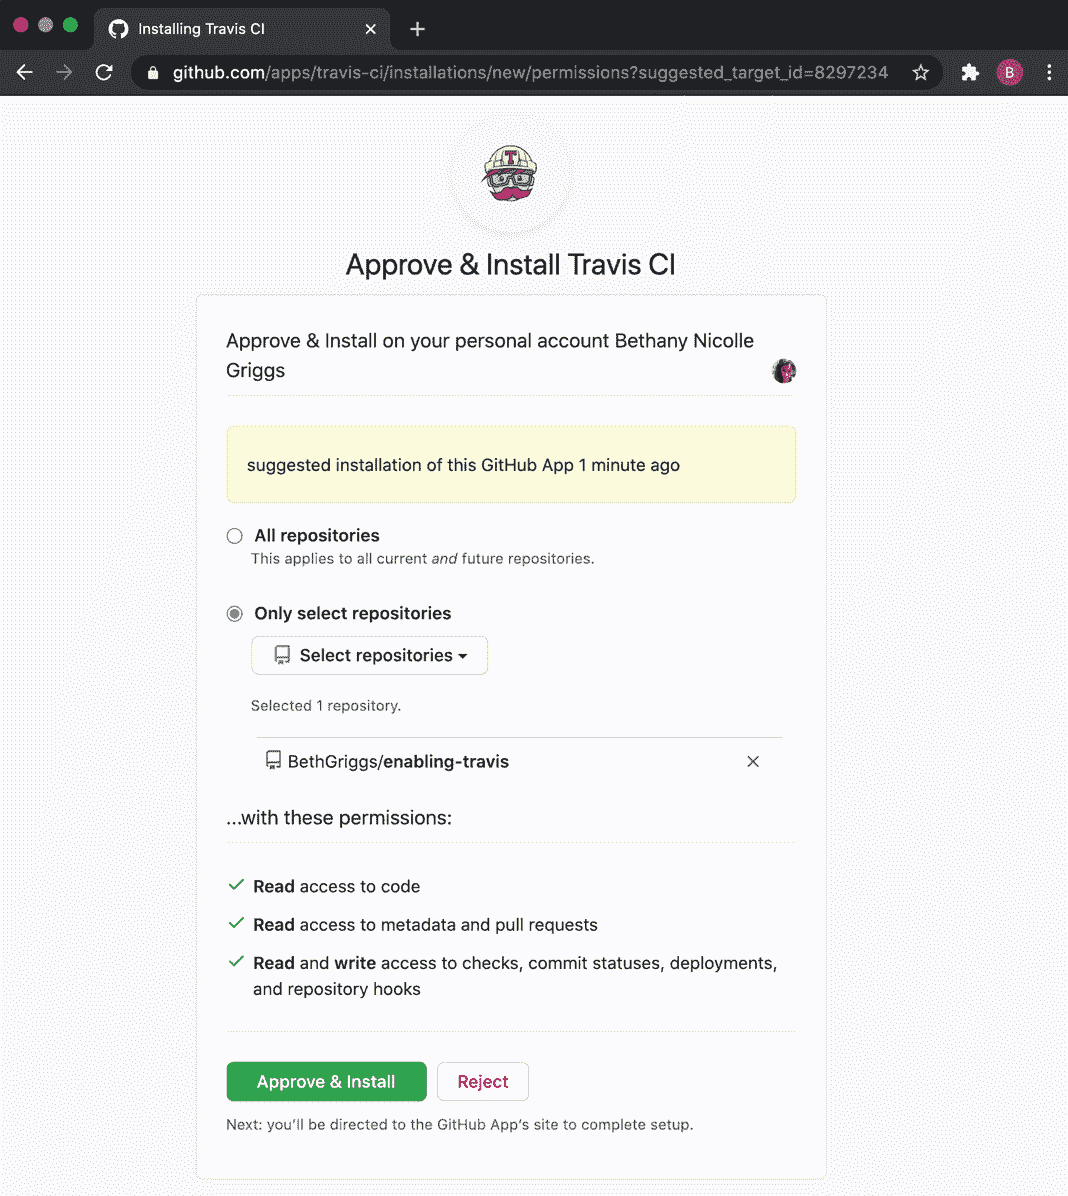 Installing Travis CI
github.com/apps/travis-ci/installations/new/permissions?suggested_target_id=8297234
B
T
Approve & Install Travis CI
Approve & Install on your personal account Bethany Nicolle
Griggs
suggested installation of this GitHub App 1 minute ago
All repositories
This applies to all current and future repositories.
Only select repositories
Select repositories
Selected 1 repository.
BethGriggs/enabling-travis
...with these permissions:
Read access to code
Read access to metadata and pull requests
Read and write access to checks, commit statuses, deployments,
and repository hooks
Approve & Install
Reject
Next: you'll be directed to the GitHub App's site to complete setup.